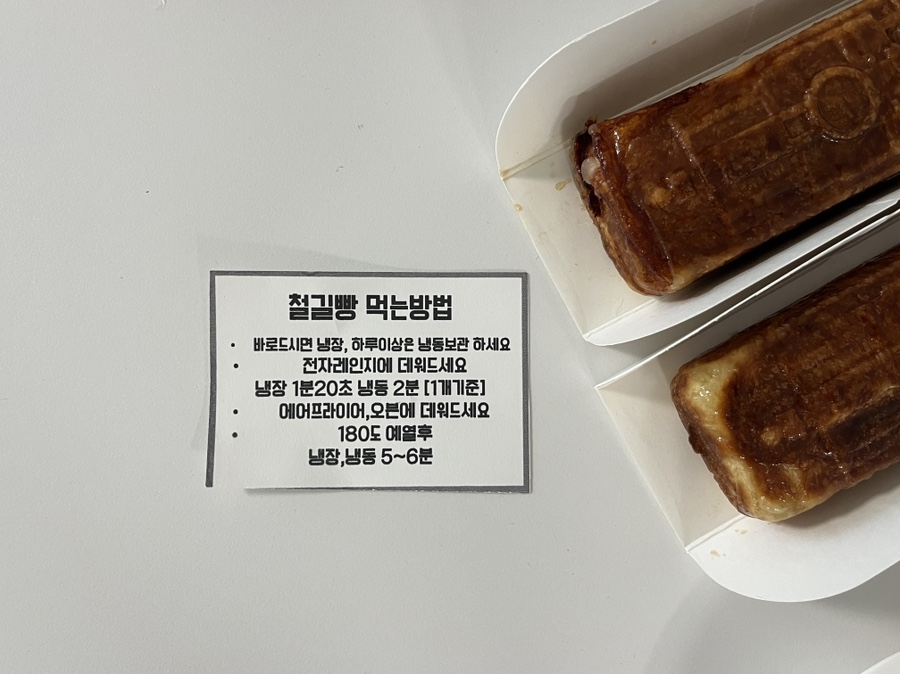 철길빵 먹는방법
• 바로드시면 냉장, 하루이상은 냉동보관 하세요
• 전자레인지에 데워드세요
냉장 1분20초 냉동 2분 [1개기준]
• 에어프라이어,오븐에 데워드세요
• 180도 예열후
냉장,냉동 5~6분